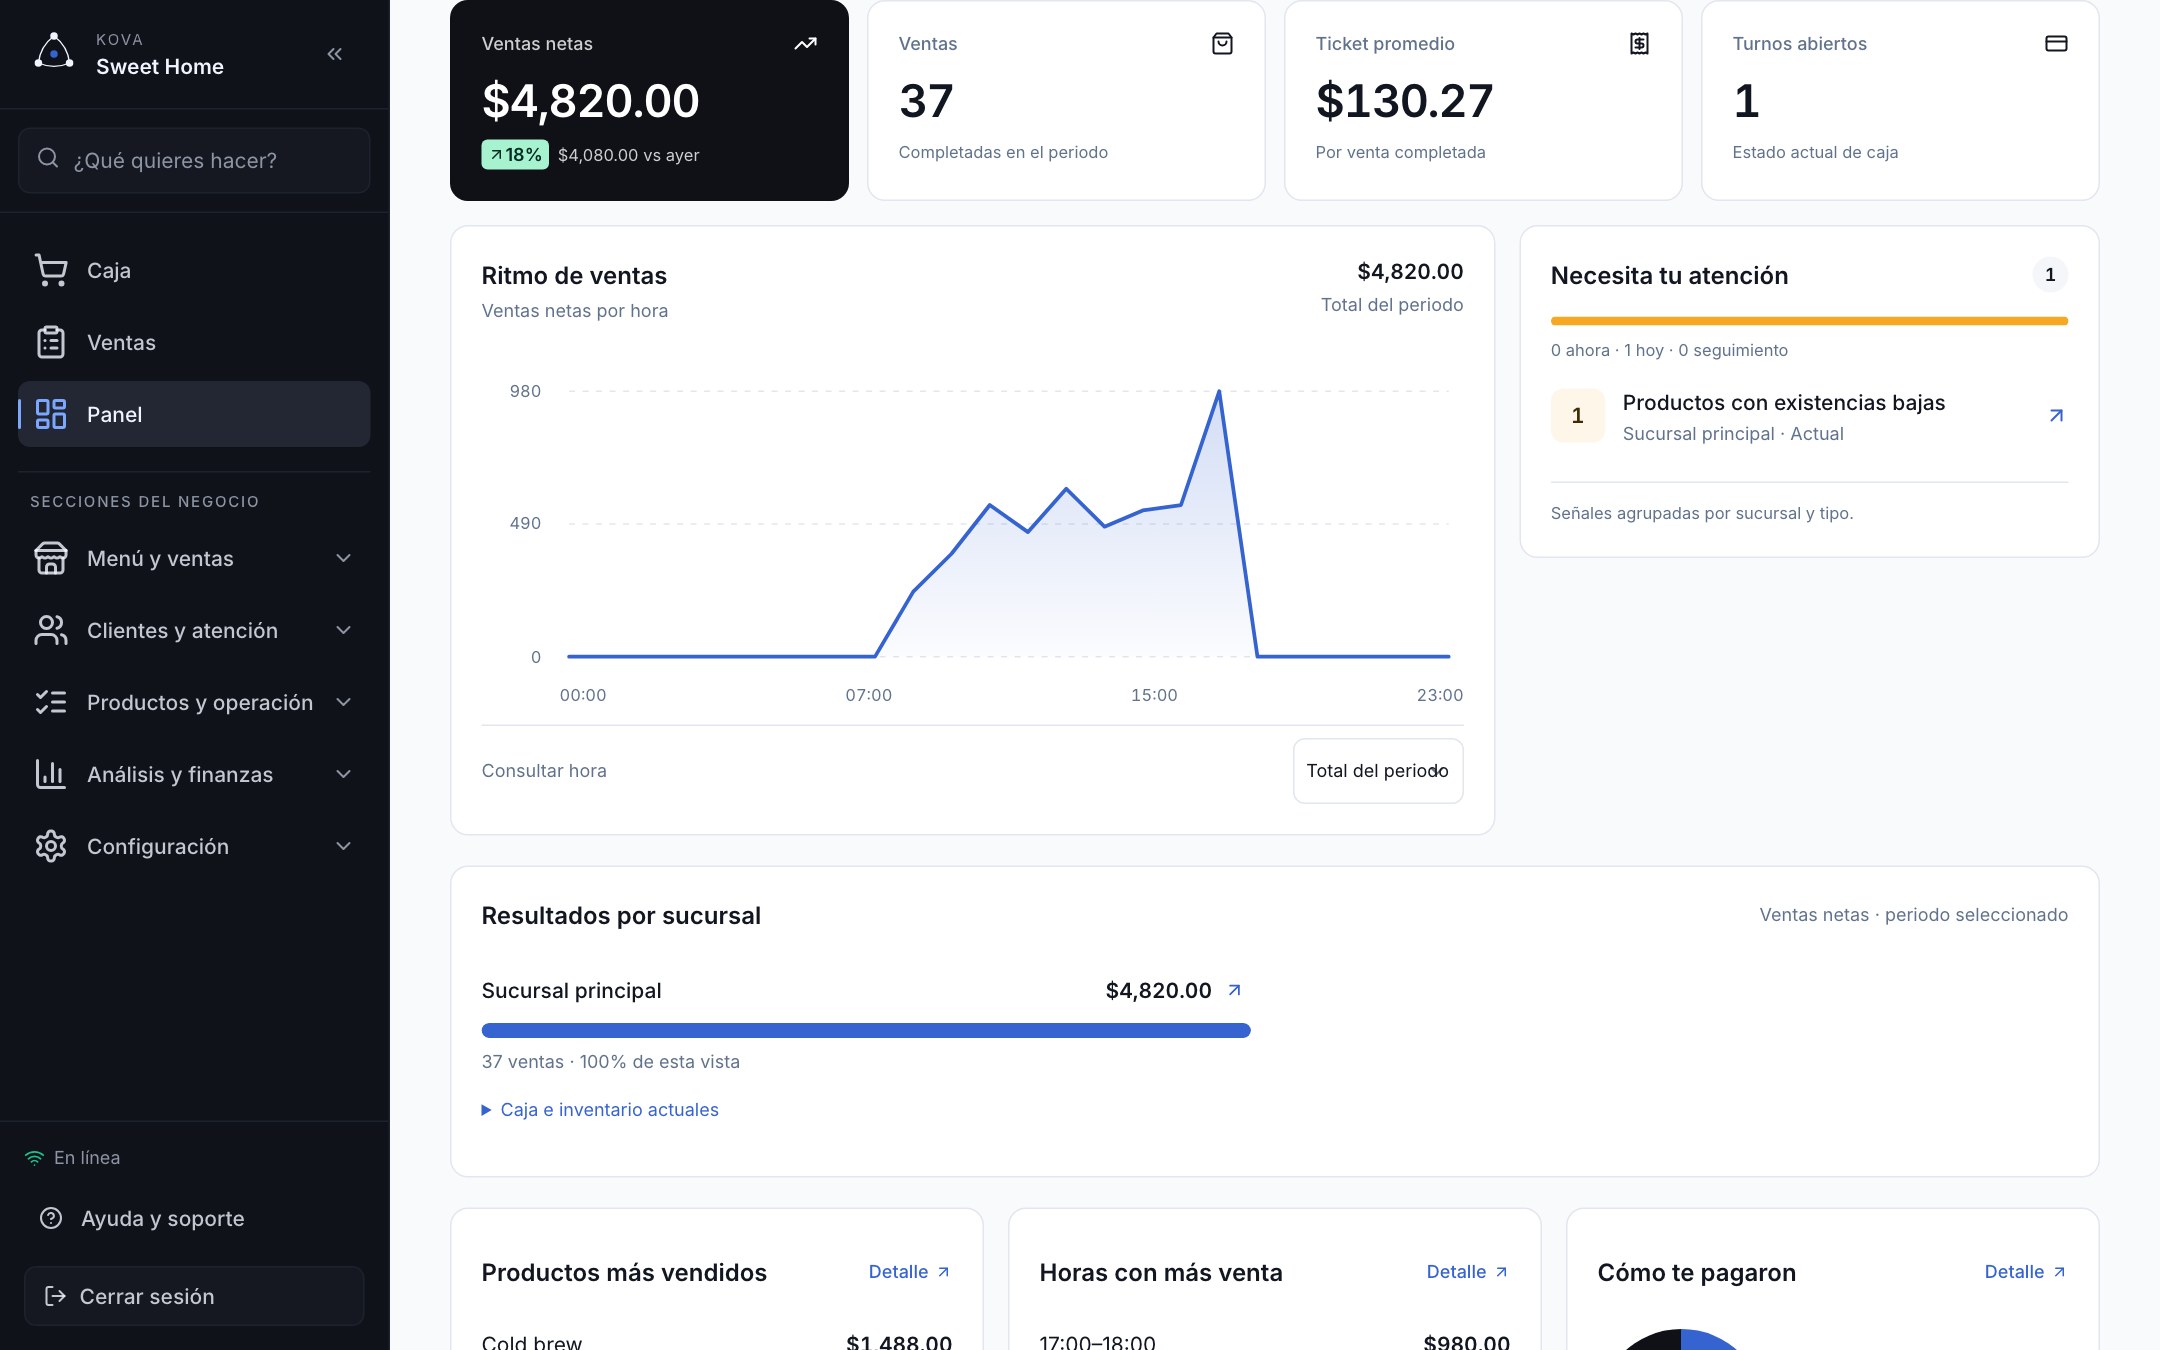 KOVA
Sweet Home
¿Qué quieres hacer?
Caja
Ventas
Panel
SECCIONES DEL NEGOCIO
Menú y ventas
Clientes y atención
Productos y operación
Análisis y finanzas
Configuración
En línea
Ayuda y soporte
Cerrar sesión
Ventas netas
$4,820.00
18% $4,080.00 vs ayer
Ventas
37
Completadas en el periodo
Ticket promedio
$130.27
Por venta completada
Turnos abiertos
1
Estado actual de caja
Ritmo de ventas
Ventas netas por hora
$4,820.00
Total del periodo
980
490
0
00:00 07:00 15:00 23:00
Consultar hora
Total del periodo
Necesita tu atención 1
0 ahora · 1 hoy · 0 seguimiento
1
Productos con existencias bajas
Sucursal principal · Actual
Señales agrupadas por sucursal y tipo.
Resultados por sucursal
Ventas netas · periodo seleccionado
Sucursal principal $4,820.00
37 ventas · 100% de esta vista
Caja e inventario actuales
Productos más vendidos Detalle
Cold brew $1,488.00
Horas con más venta Detalle
17:00–18:00 $980.00
Cómo te pagaron Detalle